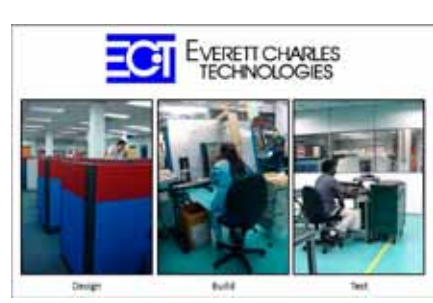 ECT
EVERETT CHARLES
TECHNOLOGIES
Design
Build
Test